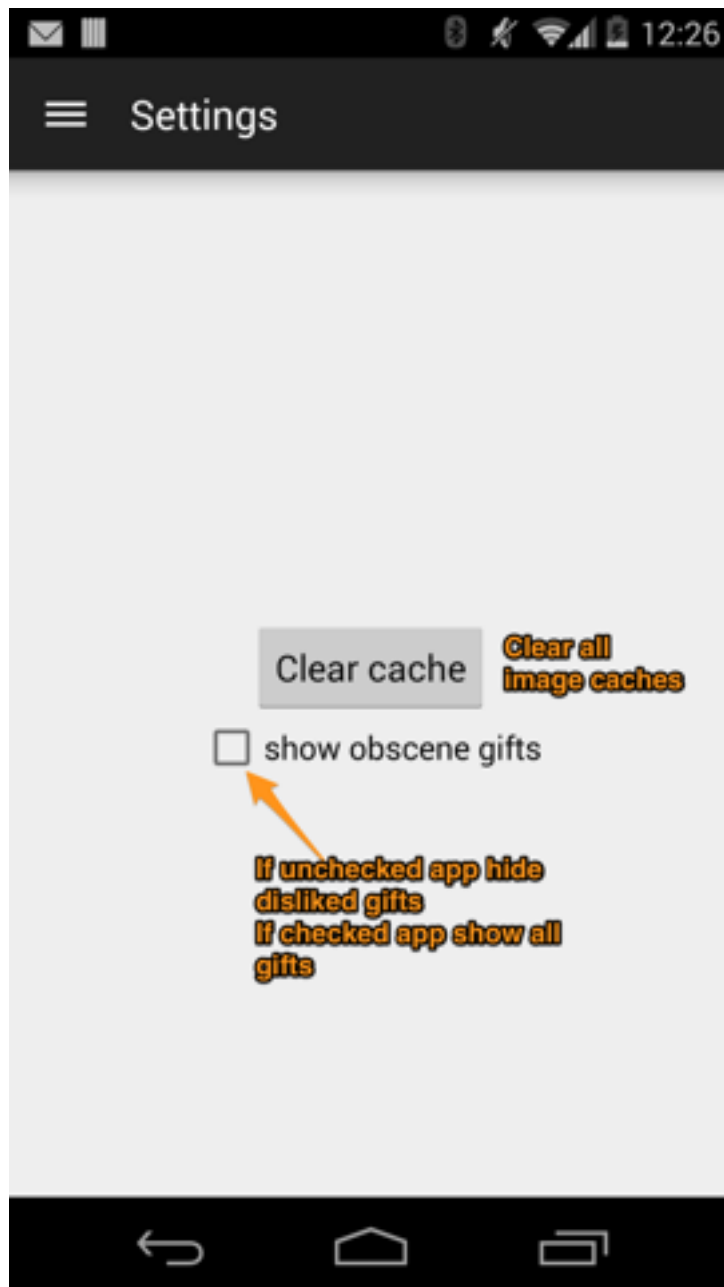 12:26
Settings
Clear cache
Clear all
image caches
show obscene gifts
If unchecked app hide
disliked gifts
If checked app show all
gifts